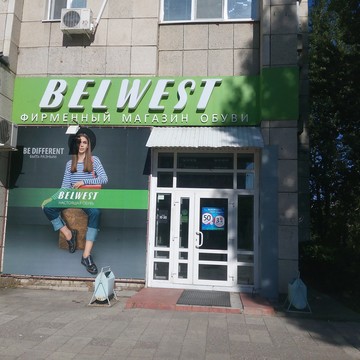 BELWEST
ФИРМЕННЫЙ МАГАЗИН ОБУВИ
BE DIFFERENT
BELWEST
50